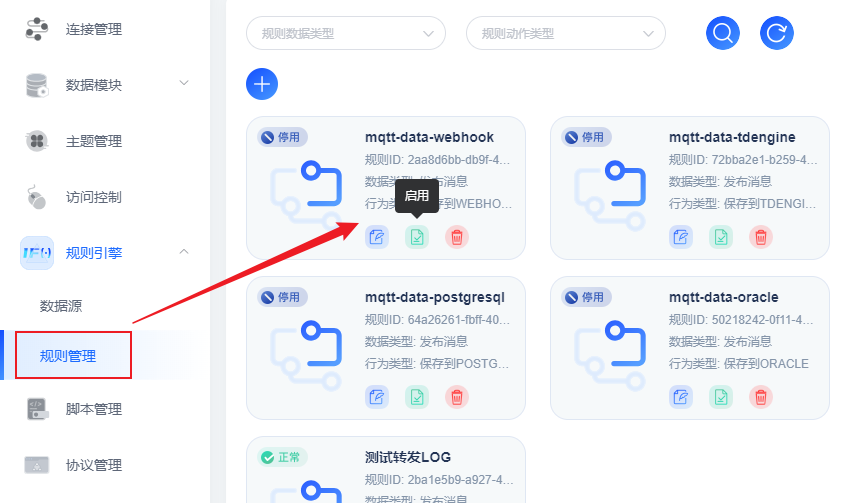 连接管理
数据模块
主题管理
访问控制
IF(·)
规则引擎
数据源
规则管理
脚本管理
协议管理
规则数据类型
规则动作类型
停用
mqtt-data-webhook
规则ID: 2aa8d6bb-db9f-4...
数据类型: 发布消息
行为类型: 保存到WEBHO...
启用
停用
mqtt-data-tdengine
规则ID: 72bba2e1-b259-4...
数据类型: 发布消息
行为类型: 保存到TDENGI...
停用
mqtt-data-postgresql
规则ID: 64a26261-fbff-40...
数据类型: 发布消息
行为类型: 保存到POSTG...
停用
mqtt-data-oracle
规则ID: 50218242-0f11-4...
数据类型: 发布消息
行为类型: 保存到ORACLE
正常
测试转发LOG
规则ID: 2ba1e5b9-a927-4...
数据类型: 发布消息